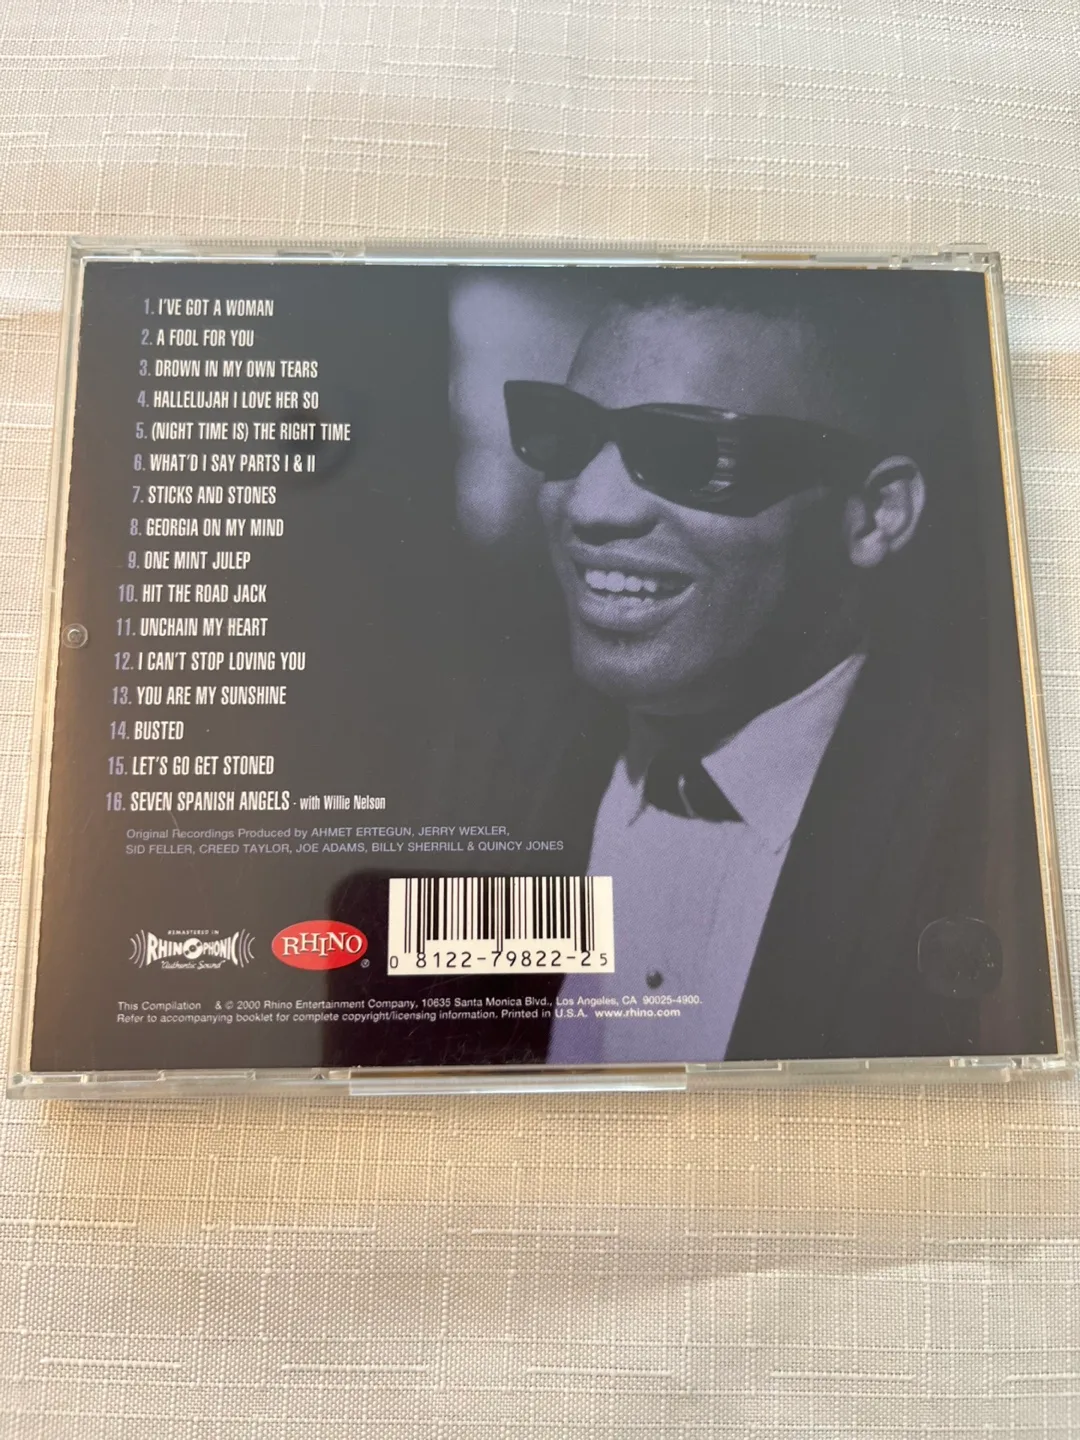 1. I'VE GOT A WOMAN
2. A FOOL FOR YOU
3. DROWN IN MY OWN TEARS
4. HALLELUJAH I LOVE HER SO
5. (NIGHT TIME IS) THE RIGHT TIME
6. WHAT'D I SAY PARTS I & II
7. STICKS AND STONES
8. GEORGIA ON MY MIND
9. ONE MINT JULEP
10. HIT THE ROAD JACK
11. UNCHAIN MY HEART
12. I CAN'T STOP LOVING YOU
13. YOU ARE MY SUNSHINE
14. BUSTED
15. LET'S GO GET STONED
16. SEVEN SPANISH ANGELS - with Willie Nelson
Original Recordings Produced by AHMET ERTEGUN, JERRY WEXLER,
SID FELLER, CREED TAYLOR, JOE ADAMS, BILLY SHERRILL & QUINCY JONES
REMASTERED IN
RHINOPHONIC
"Authentic Sound"
RHINO®
0 8122-79822-2 5
This Compilation & © 2000 Rhino Entertainment Company, 10635 Santa Monica Blvd., Los Angeles, CA 90025-4900.
Refer to accompanying booklet for complete copyright/licensing information. Printed in U.S.A. www.rhino.com